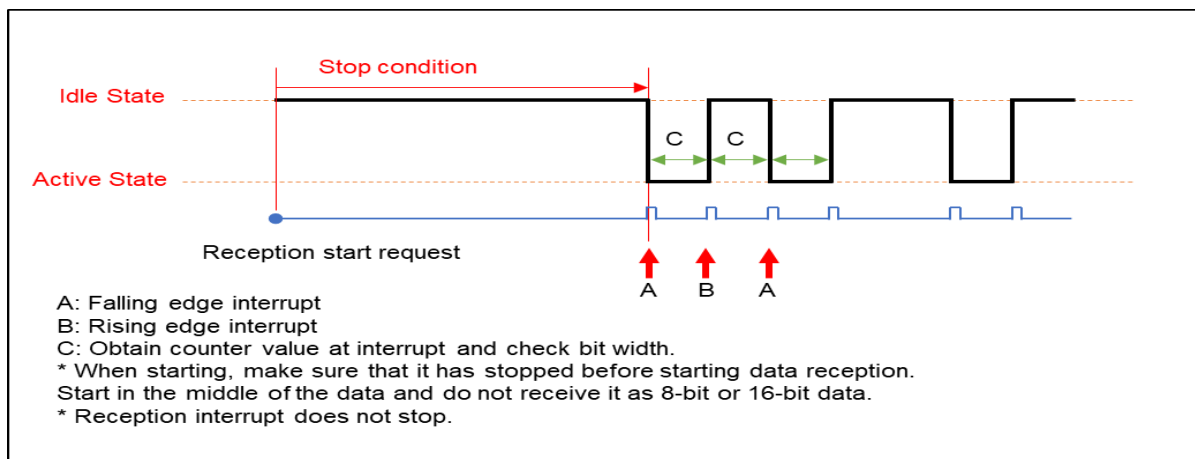 Stop condition
Idle State
C
C
Active State
Reception start request
A
B
A
A: Falling edge interrupt
B: Rising edge interrupt
C: Obtain counter value at interrupt and check bit width.
* When starting, make sure that it has stopped before starting data reception.
Start in the middle of the data and do not receive it as 8-bit or 16-bit data.
* Reception interrupt does not stop.